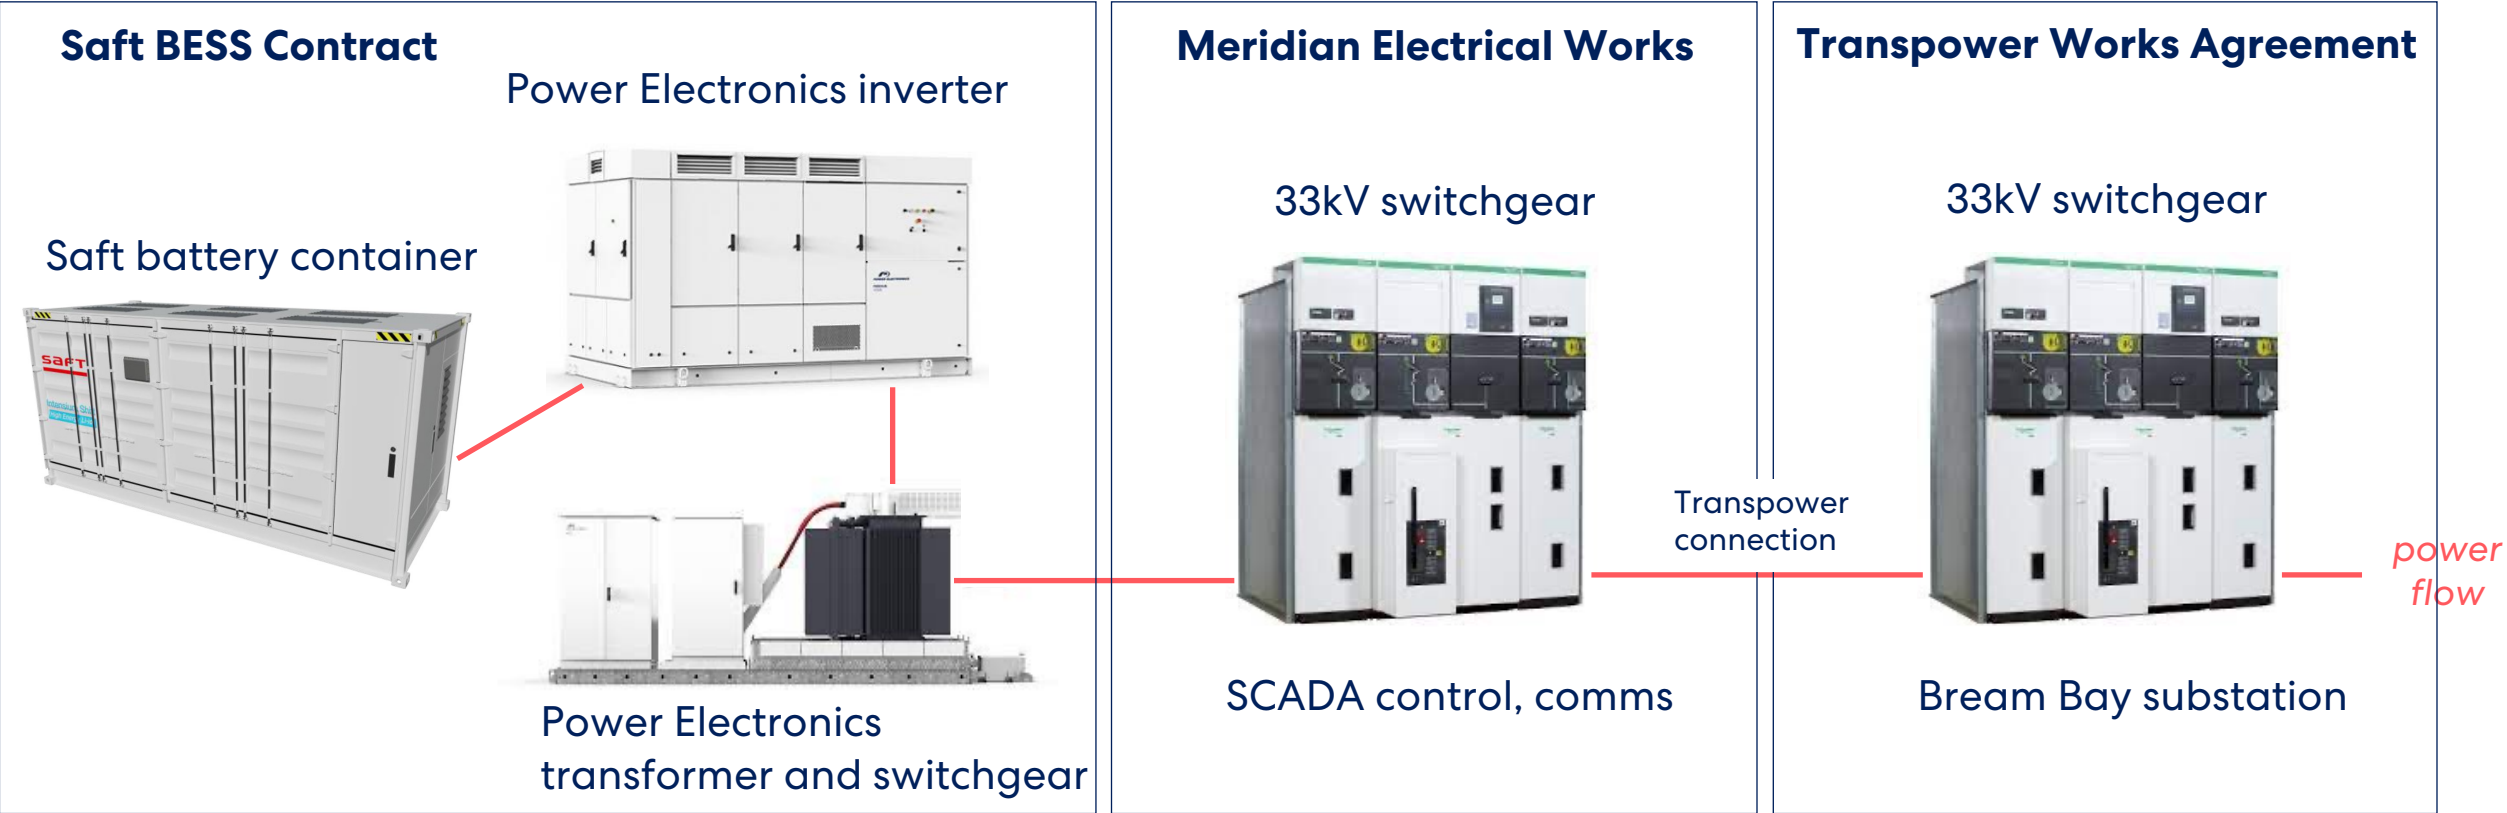 Saft BESS Contract
Power Electronics inverter
Saft battery container
saft
Power Electronics
transformer and switchgear
Meridian Electrical Works
33kV switchgear
SCADA control, comms
Transpower
connection
Transpower Works Agreement
33kV switchgear
Bream Bay substation
power
flow